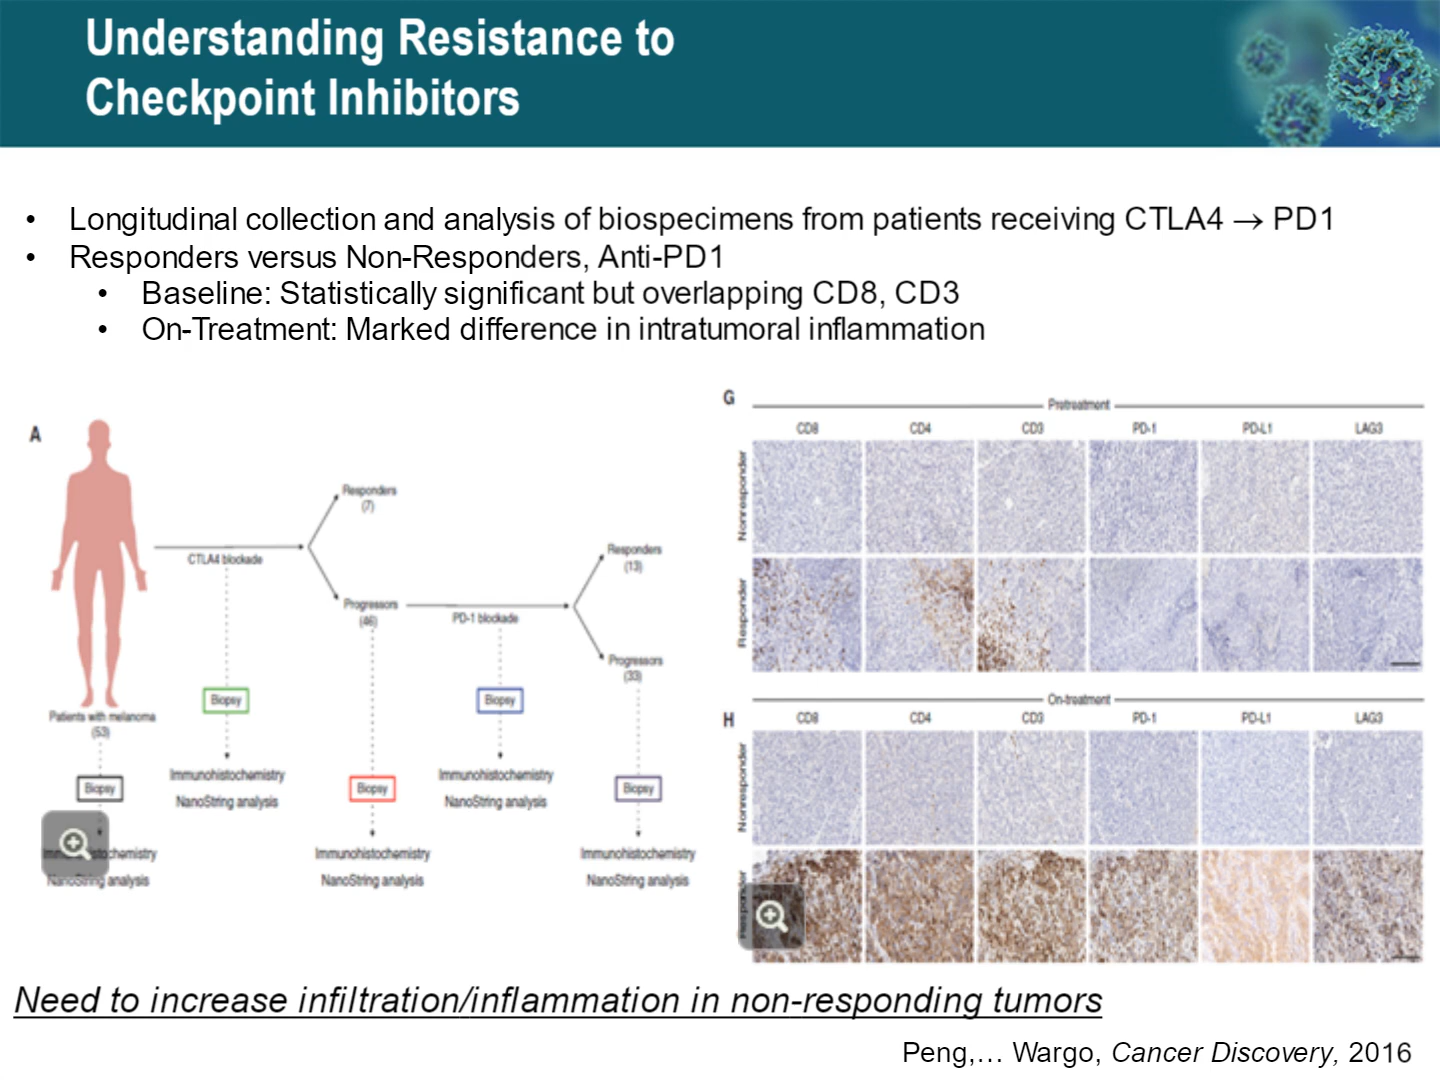 Understanding Resistance to
Checkpoint Inhibitors
• Longitudinal collection and analysis of biospecimens from patients receiving CTLA4 → PD1
• Responders versus Non-Responders, Anti-PD1
• Baseline: Statistically significant but overlapping CD8, CD3
• On-Treatment: Marked difference in intratumoral inflammation
A
Responders
(7)
CTLA4 blockade
Responders
(13)
Progressors
(46)
PD-1 blockade
Progressors
(33)
Biopsy
Biopsy
Patients with melanoma
(53)
Immunohistochemistry
NanoString analysis
Immunohistochemistry
NanoString analysis
Biopsy
Biopsy
Biopsy
Immunohistochemistry
NanoString analysis
Immunohistochemistry
NanoString analysis
Immunohistochemistry
NanoString analysis
G
Pretreatment
CD8 CD4 CD3 PD-1 PD-L1 LAG3
Nonresponder
Responder
On-treatment
H
CD8 CD4 CD3 PD-1 PD-L1 LAG3
Nonresponder
Responder
Need to increase infiltration/inflammation in non-responding tumors
Peng,… Wargo, Cancer Discovery, 2016